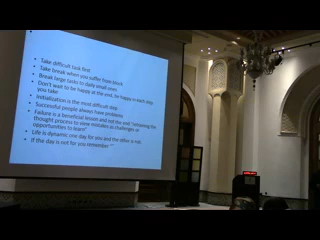 • Take difficult task first
• Take break when you suffer from block
• Break large tasks to daily small ones
• Don't wait to be happy at the end, be happy in each step
you take
• Initialization is the most difficult step
• Successful people always have problems
• Failure is a beneficial lesson and not the end "reforming the
thought process to view mistakes as challenges or
opportunities to learn"
• Life is dynamic one day for you and the other is not,
• If the day is not for you remember ""